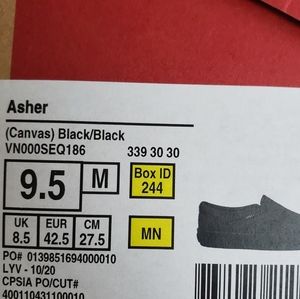 Asher
(Canvas) Black/Black
VN000SEQ186 339 30 30
9.5 M Box ID
244
UK EUR CM
8.5 42.5 27.5 MN
PO# 0139851694000010
LYV - 10/20
CPSIA PO/CUT#
400110431100010